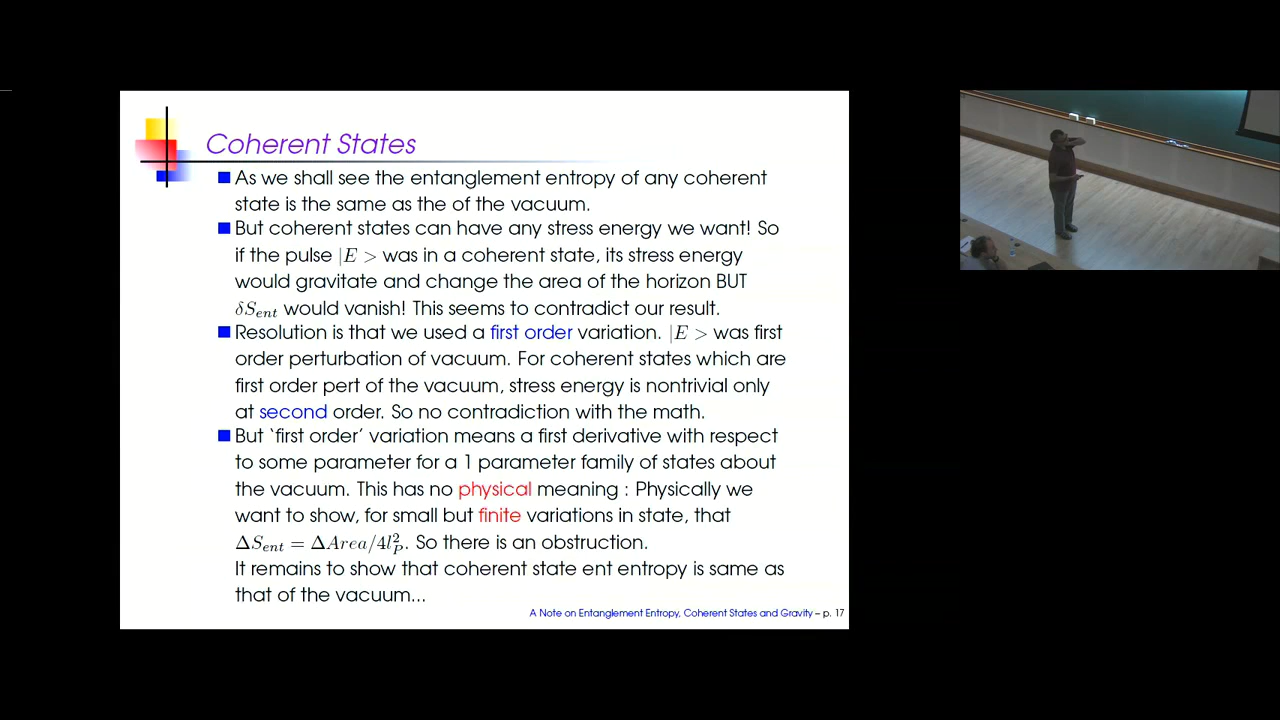 Coherent States
As we shall see the entanglement entropy of any coherent
state is the same as the of the vacuum.
But coherent states can have any stress energy we want! So
if the pulse |E > was in a coherent state, its stress energy
would gravitate and change the area of the horizon BUT
δS_ent would vanish! This seems to contradict our result.
Resolution is that we used a first order variation. |E > was first
order perturbation of vacuum. For coherent states which are
first order pert of the vacuum, stress energy is nontrivial only
at second order. So no contradiction with the math.
But ‘first order’ variation means a first derivative with respect
to some parameter for a 1 parameter family of states about
the vacuum. This has no physical meaning : Physically we
want to show, for small but finite variations in state, that
ΔS_ent = ΔArea/4l_P^2. So there is an obstruction.
It remains to show that coherent state ent entropy is same as
that of the vacuum...
A Note on Entanglement Entropy, Coherent States and Gravity – p. 17